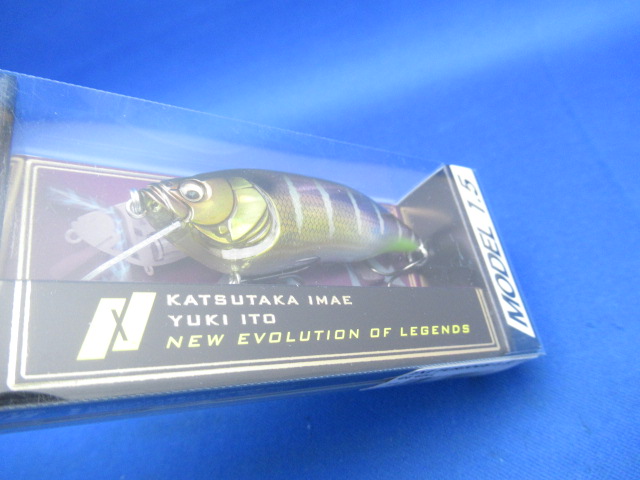 KATSUTAKA IMAE
YUKI ITO
NEW EVOLUTION OF LEGENDS
MODEL 1.5